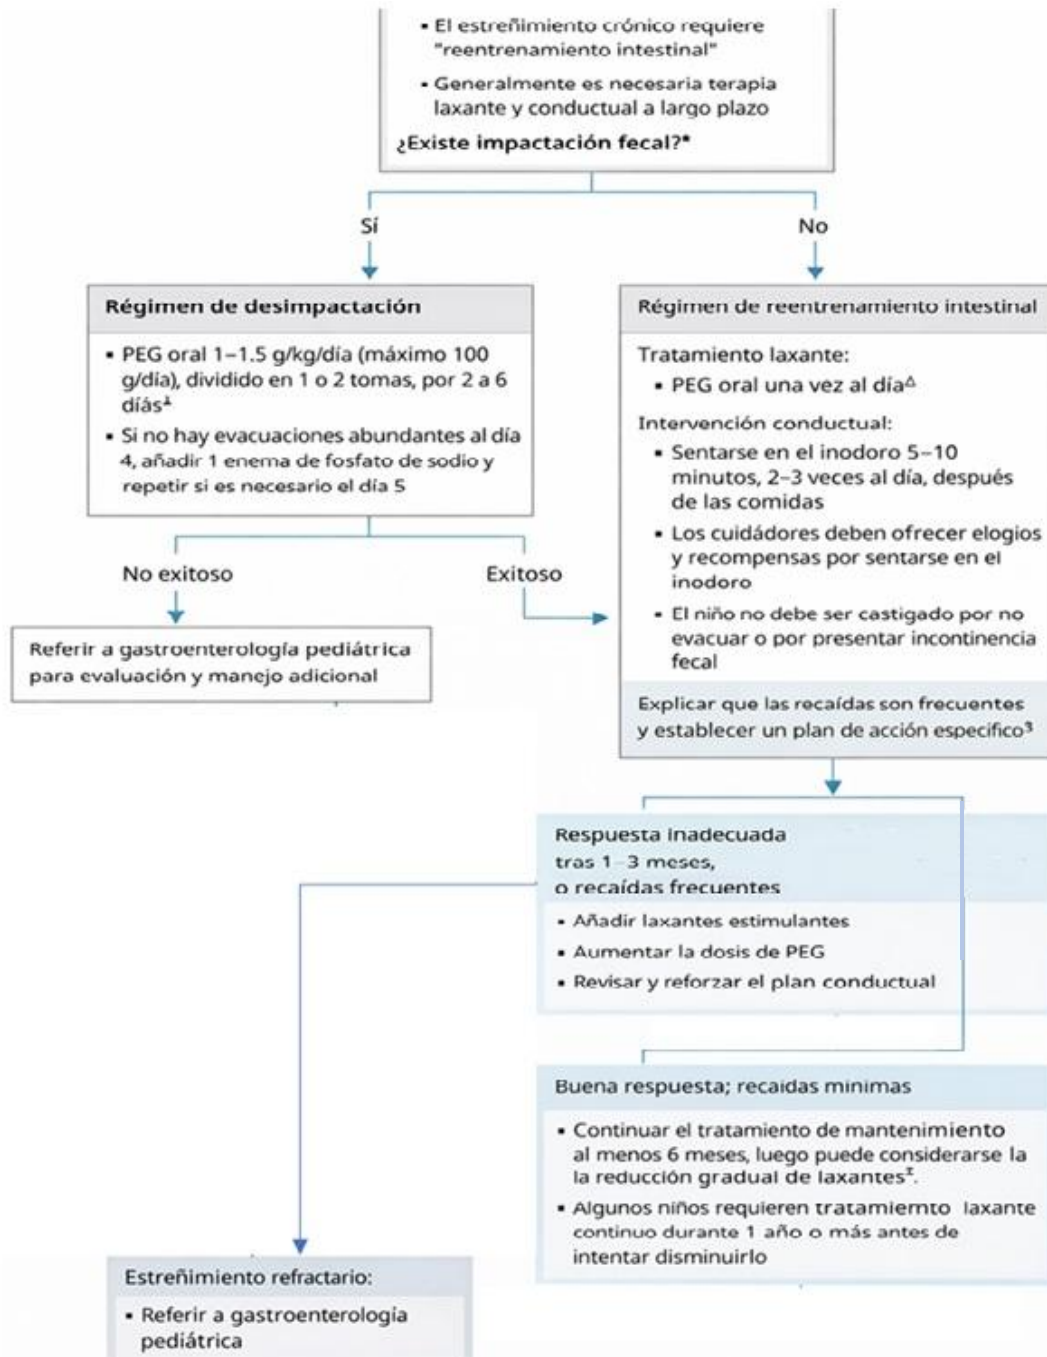 ▪ El estreñimiento crónico requiere
"reentrenamiento intestinal"
▪ Generalmente es necesaria terapia
laxante y conductual a largo plazo
¿Existe impactación fecal?*
Sí
No
Régimen de desimpactación
▪ PEG oral 1–1.5 g/kg/día (máximo 100
g/día), dividido en 1 o 2 tomas, por 2 a 6
díás¹
▪ Si no hay evacuaciones abundantes al día
4, añadir 1 enema de fosfato de sodio y
repetir si es necesario el día 5
No exitoso
Exitoso
Referir a gastroenterología pediátrica
para evaluación y manejo adicional
Régimen de reentrenamiento intestinal
Tratamiento laxante:
▪ PEG oral una vez al día△
Intervención conductual:
▪ Sentarse en el inodoro 5–10
minutos, 2–3 veces al día, después
de las comidas
▪ Los cuidádores deben ofrecer elogios
y recompensas por sentarse en el
inodoro
▪ El niño no debe ser castigado por no
evacuar o por presentar incontinencia
fecal
Explicar que las recaídas son frecuentes
y establecer un plan de acción especifico³
Respuesta inadecuada
tras 1–3 meses,
o recaídas frecuentes
▪ Añadir laxantes estimulantes
▪ Aumentar la dosis de PEG
▪ Revisar y reforzar el plan conductual
Buena respuesta; recaidas minimas
▪ Continuar el tratamiento de mantenimiento
al menos 6 meses, luego puede considerarse la
la reducción gradual de laxantes‡.
▪ Algunos niños requieren tratamiento laxante
continuo durante 1 año o más antes de
intentar disminuirlo
Estreñimiento refractario:
▪ Referir a gastroenterología
pediátrica